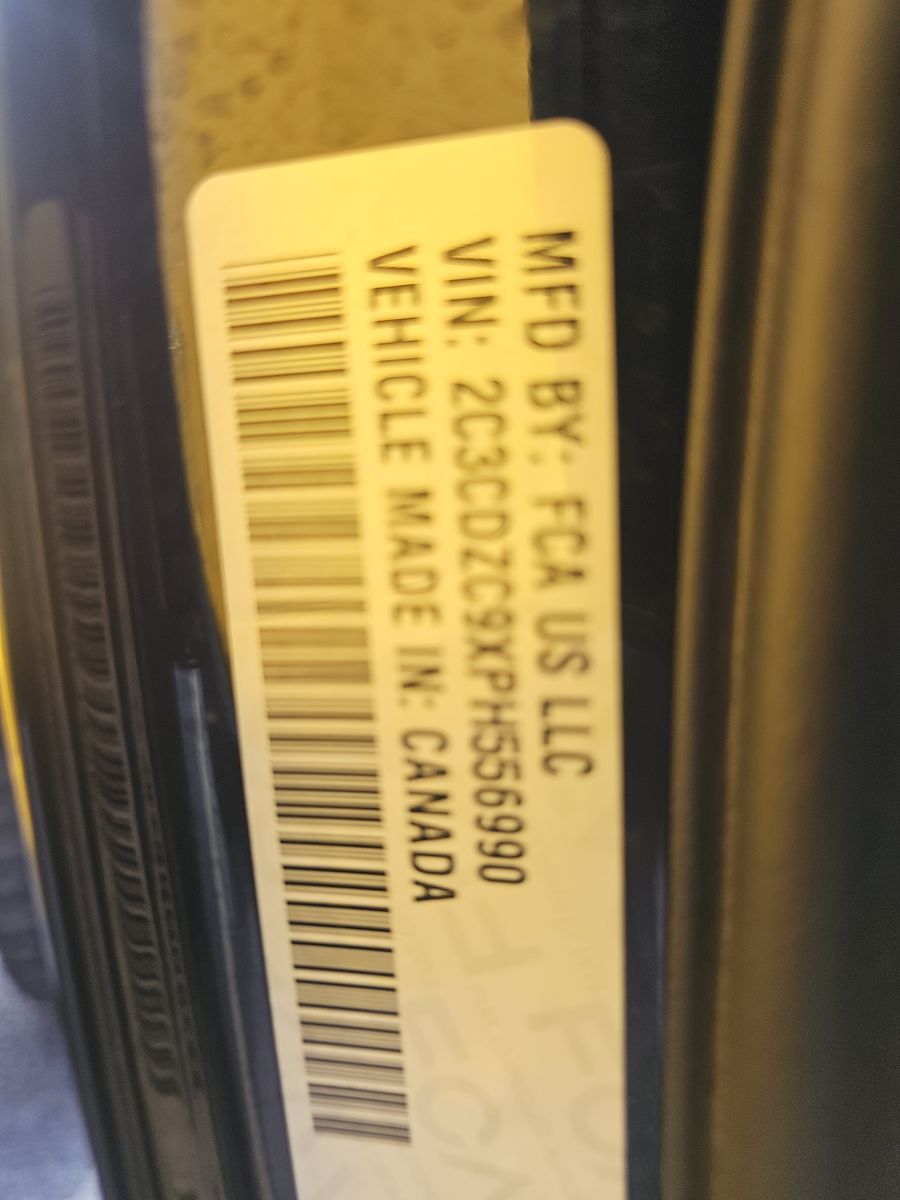 MFD BY: FCA US LLC
VIN: 2C3CDZC9XPH556990
VEHICLE MADE IN: CANADA